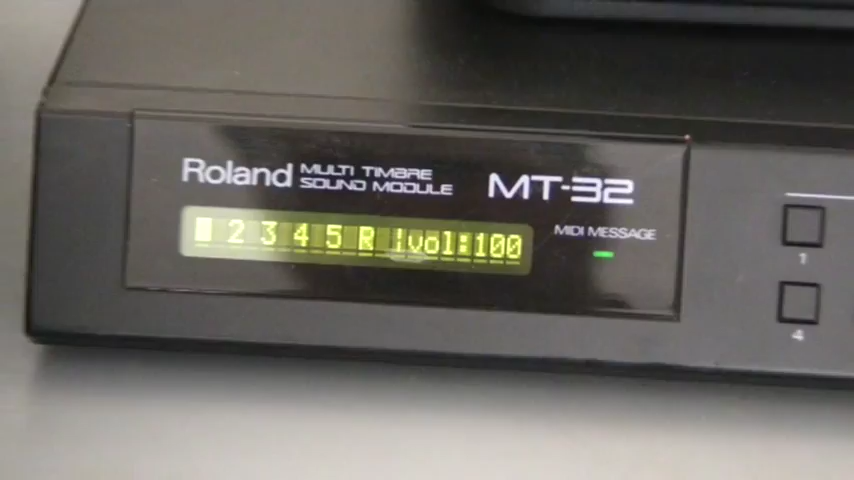 Roland MULTI TIMBRE
SOUND MODULE
MT-32
█ 2 3 4 5 R |vol:100
MIDI MESSAGE
1
4